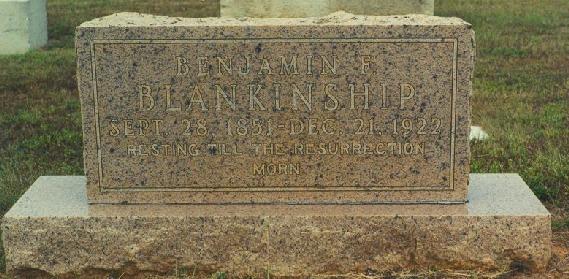 BENJAMIN F.
BLANKINSHIP
SEPT. 28, 1851-DEC. 21, 1922
RESTING TILL THE RESURRECTION
MORN